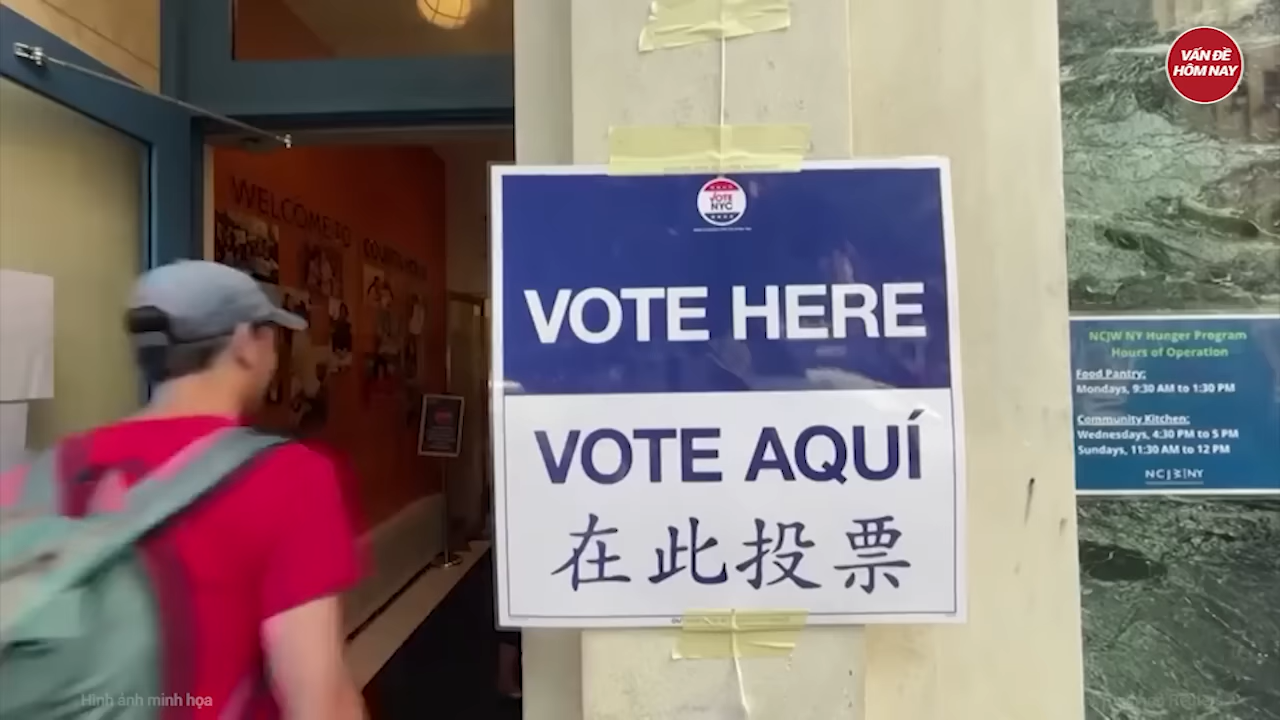 VẤN ĐỀ
HÔM NAY
WELCOME TO
VOTE
NYC
VOTE HERE
VOTE AQUÍ
在此投票
NCJW NY Hunger Program
Hours of Operation
Food Pantry:
Mondays, 9:30 AM to 1:30 PM
Community Kitchen:
Wednesdays, 4:30 PM to 5 PM
Sundays, 11:30 AM to 12 PM
NCJW NY
Hình ảnh minh họa